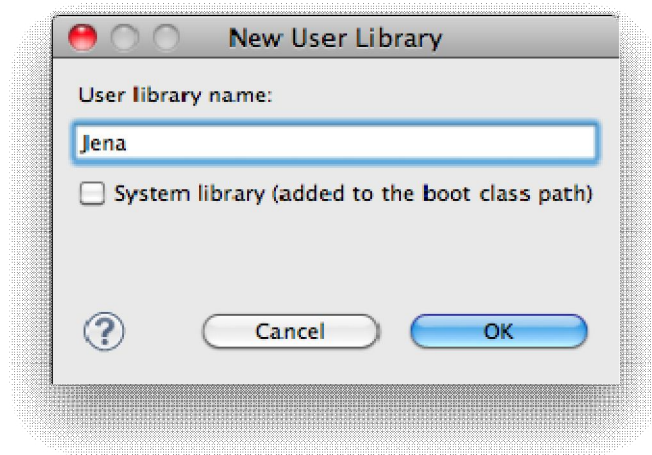 New User Library
User library name:
Jena
System library (added to the boot class path)
?
Cancel
OK